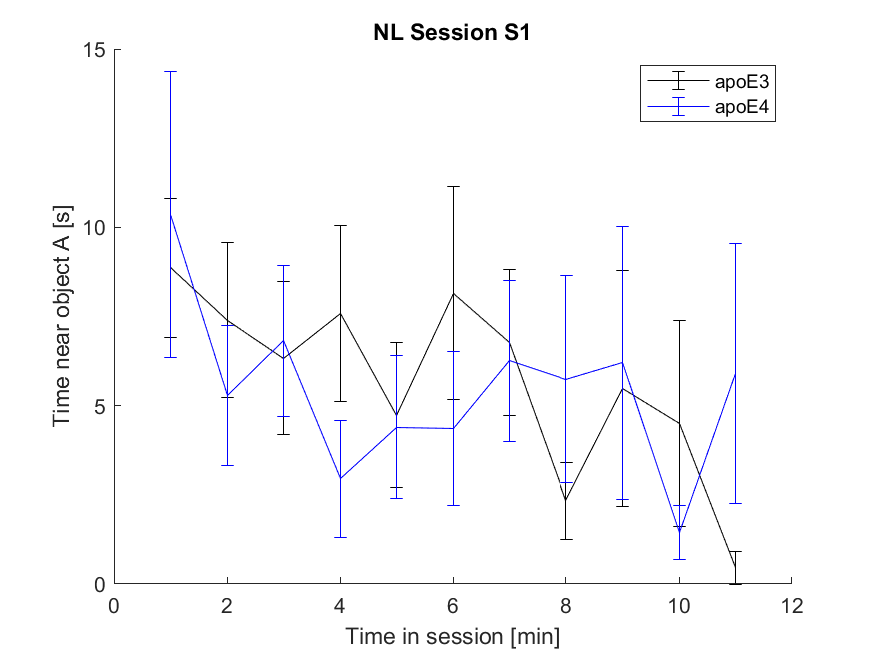 NL Session S1
apoE3
apoE4
Time near object A [s]
15
10
5
0
0 2 4 6 8 10 12
Time in session [min]